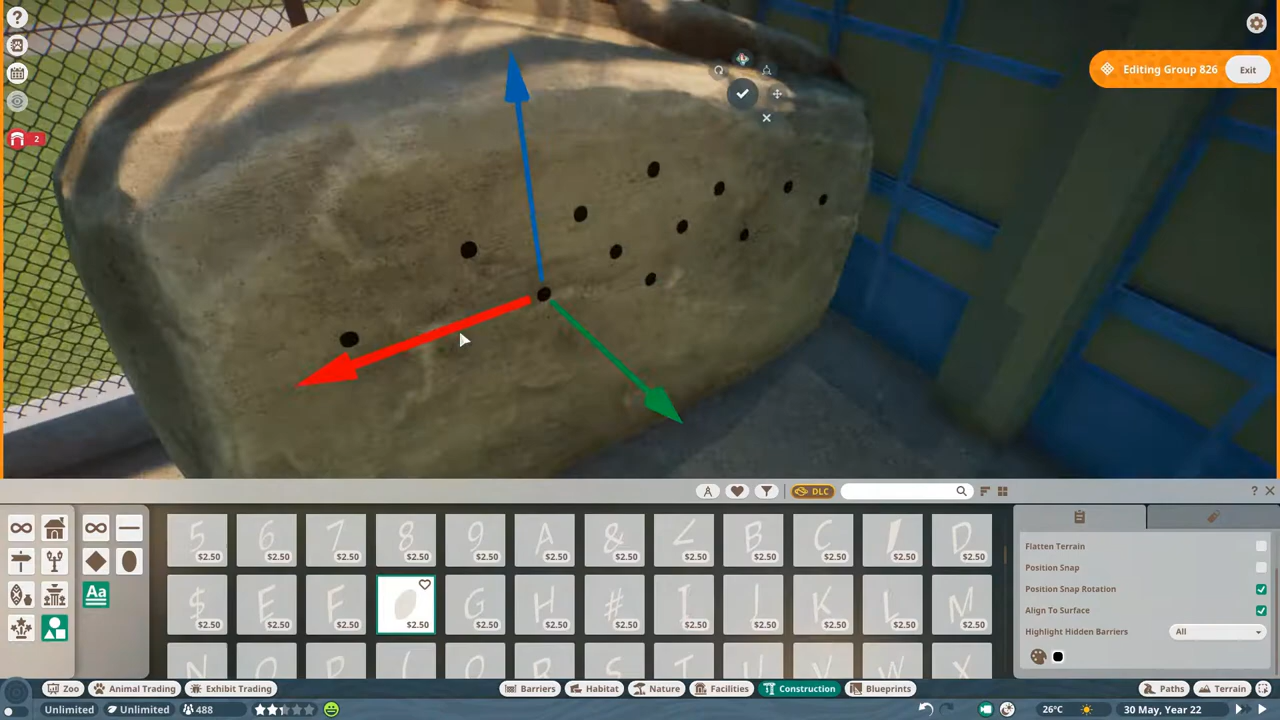 ?
Editing Group 826 Exit
2
DLC
?
5 6 7 8 9 A & < B C / D
$2.50 $2.50 $2.50 $2.50 $2.50 $2.50 $2.50 $2.50 $2.50 $2.50 $2.50 $2.50
Flatten Terrain
Position Snap
Position Snap Rotation
Align To Surface
Highlight Hidden Barriers All
Aa
$ E F G H # I K L M
$2.50 $2.50 $2.50 $2.50 $2.50 $2.50 $2.50 $2.50 $2.50 $2.50 $2.50 $2.50
Zoo Animal Trading Exhibit Trading Barriers Habitat Nature Facilities Construction Blueprints Paths Terrain
Unlimited Unlimited 488 26°C 30 May, Year 22